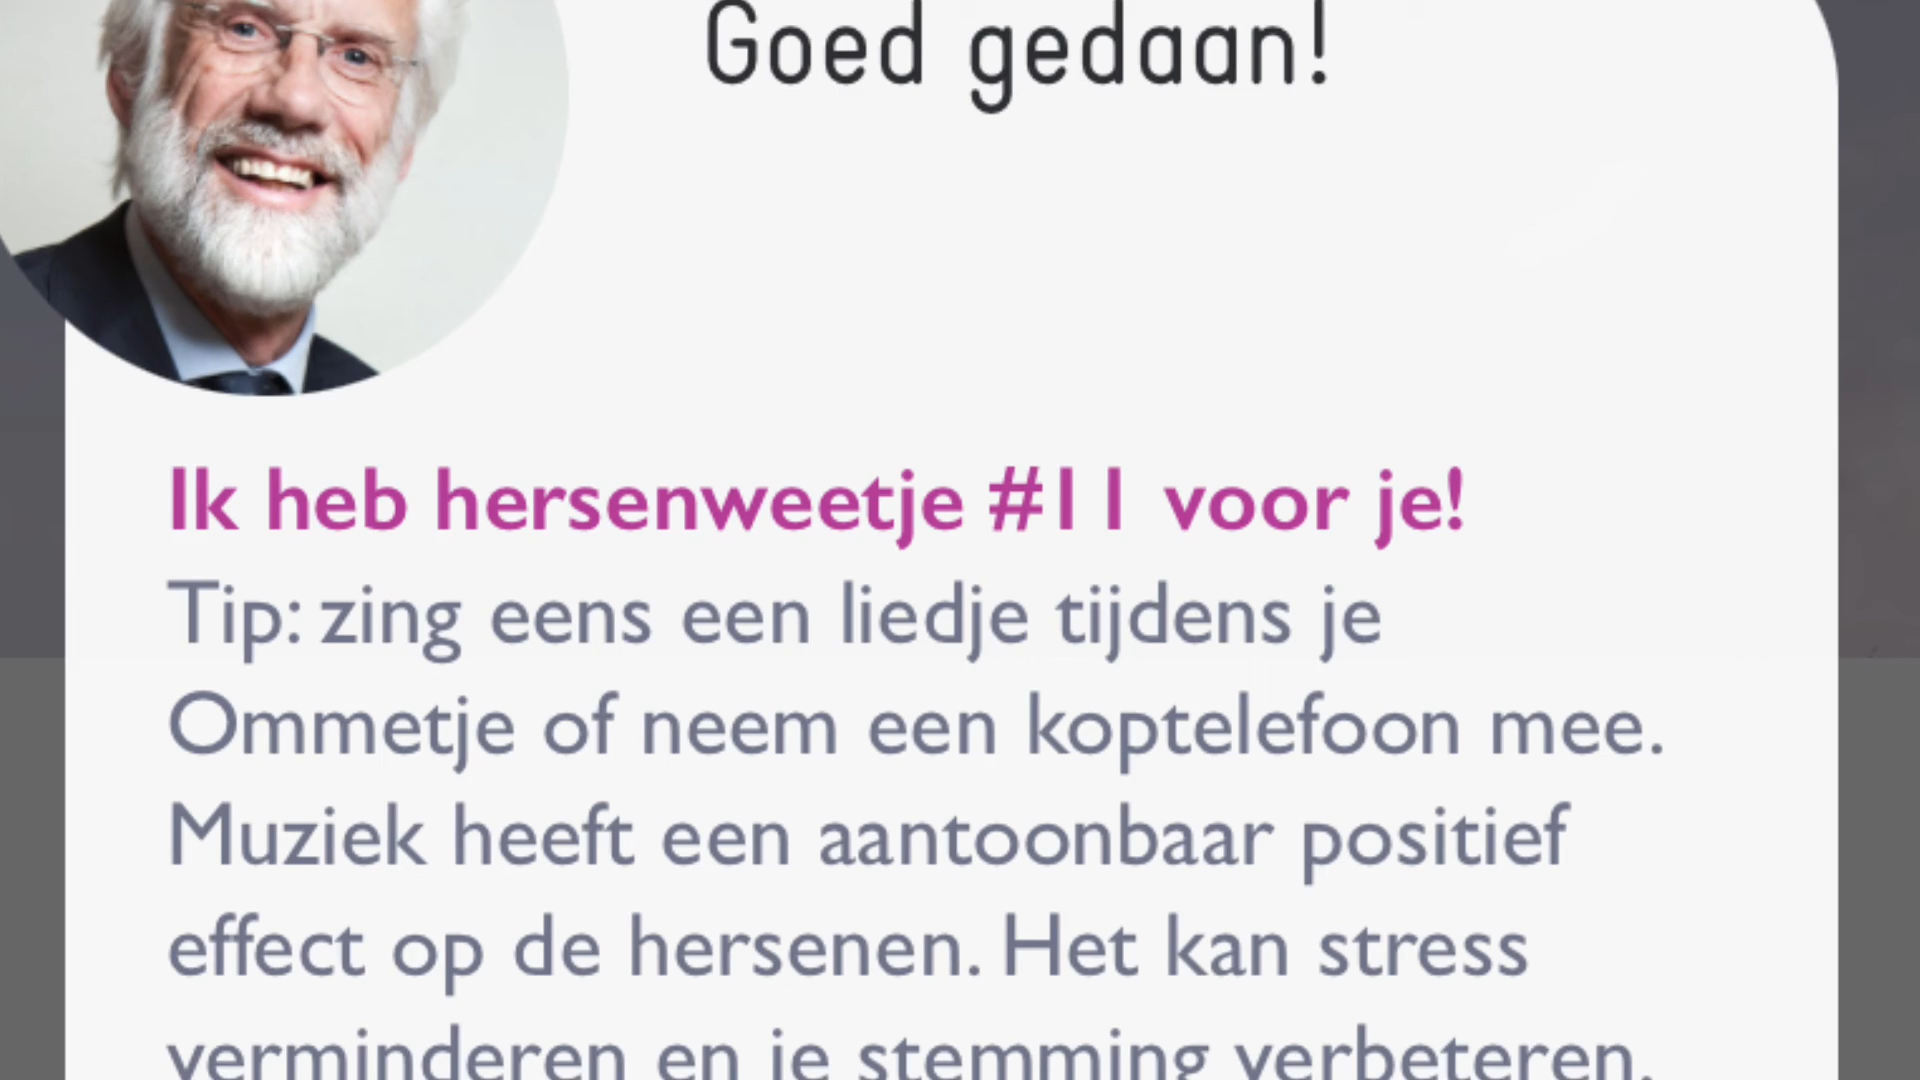 Goed gedaan!
Ik heb hersenweetje #11 voor je!
Tip: zing eens een liedje tijdens je
Ommetje of neem een koptelefoon mee.
Muziek heeft een aantoonbaar positief
effect op de hersenen. Het kan stress
verminderen en je stemming verbeteren.